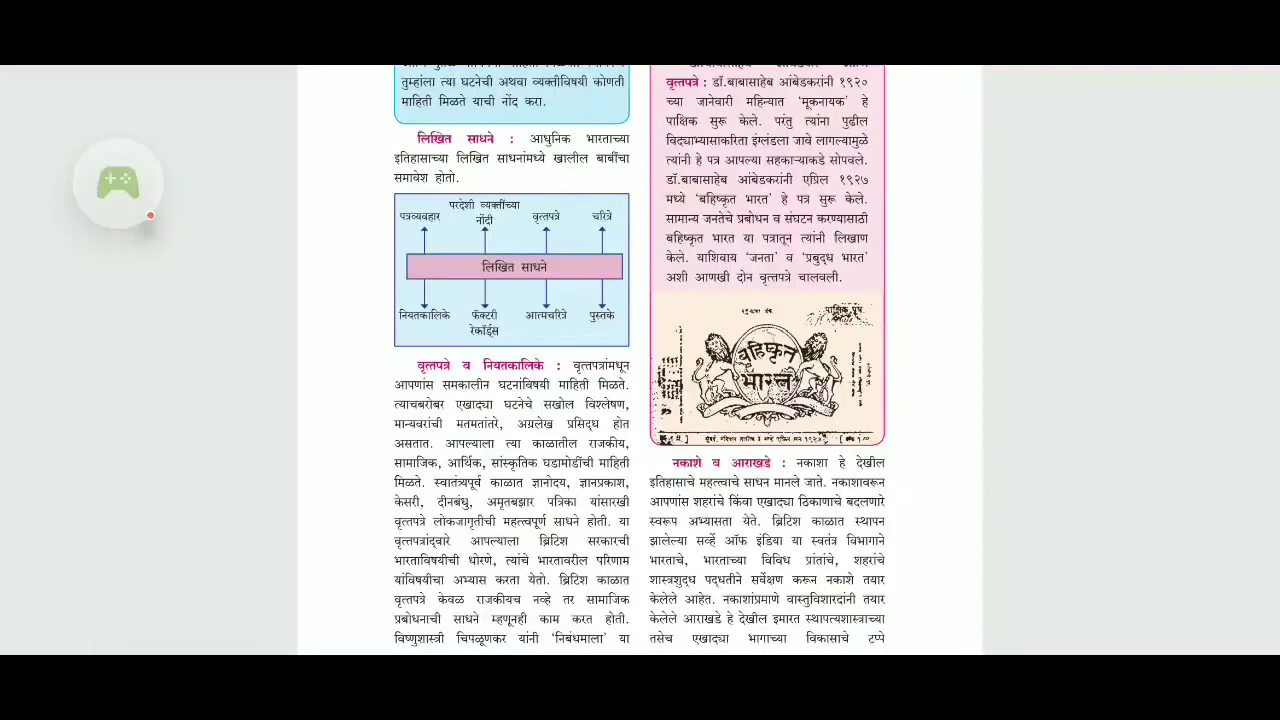 तुम्हांला त्या घटनेची अथवा व्यक्तीविषयी कोणती
माहिती मिळते याची नोंद करा.
लिखित साधने : आधुनिक भारताच्या
इतिहासाच्या लिखित साधनांमध्ये खालील बाबींचा
समावेश होतो.
पत्रव्यवहार
परदेशी व्यक्तींच्या
नोंदी
वृत्तपत्रे
चरित्रे
लिखित साधने
नियतकालिके
फॅक्टरी
रेकॉर्ड्स
आत्मचरित्रे
पुस्तके
वृत्तपत्रे व नियतकालिके : वृत्तपत्रांमधून
आपणांस समकालीन घटनांविषयी माहिती मिळते.
त्याचबरोबर एखाद्या घटनेचे सखोल विश्लेषण,
मान्यवरांची मतमतांतरे, अग्रलेख प्रसिद्ध होत
असतात. आपल्याला त्या काळातील राजकीय,
सामाजिक, आर्थिक, सांस्कृतिक घडामोडींची माहिती
मिळते. स्वातंत्र्यपूर्व काळात ज्ञानोदय, ज्ञानप्रकाश,
केसरी, दीनबंधु, अमृतबझार पत्रिका यांसारखी
वृत्तपत्रे लोकजागृतीची महत्त्वपूर्ण साधने होती. या
वृत्तपत्रांद्वारे आपल्याला ब्रिटिश सरकारची
भारताविषयीची धोरणे, त्यांचे भारतावरील परिणाम
यांविषयीचा अभ्यास करता येतो. ब्रिटिश काळात
वृत्तपत्रे केवळ राजकीयच नव्हे तर सामाजिक
प्रबोधनाची साधने म्हणूनही काम करत होती.
विष्णुशास्त्री चिपळूणकर यांनी ‘निबंधमाला’ या
वृत्तपत्रे : डॉ.बाबासाहेब आंबेडकरांनी १९२०
च्या जानेवारी महिन्यात ‘मूकनायक’ हे
पाक्षिक सुरू केले. परंतु त्यांना पुढील
विद्याभ्यासाकरिता इंग्लंडला जावे लागल्यामुळे
त्यांनी हे पत्र आपल्या सहकाऱ्याकडे सोपवले.
डॉ.बाबासाहेब आंबेडकरांनी एप्रिल १९२७
मध्ये ‘बहिष्कृत भारत’ हे पत्र सुरू केले.
सामान्य जनतेचे प्रबोधन व संघटन करण्यासाठी
बहिष्कृत भारत या पत्रातून त्यांनी लिखाण
केले. याशिवाय ‘जनता’ व ‘प्रबुद्ध भारत’
अशी आणखी दोन वृत्तपत्रे चालवली.
बहिष्कृत
भारत
नकाशे व आराखडे : नकाशा हे देखील
इतिहासाचे महत्त्वाचे साधन मानले जाते. नकाशावरून
आपणांस शहरांचे किंवा एखाद्या ठिकाणाचे बदलणारे
स्वरूप अभ्यासता येते. ब्रिटिश काळात स्थापन
झालेल्या सर्व्हे ऑफ इंडिया या स्वतंत्र विभागाने
भारताचे, भारताच्या विविध प्रांतांचे, शहरांचे
शास्त्रशुद्ध पद्धतीने सर्वेक्षण करून नकाशे तयार
केलेले आहेत. नकाशांप्रमाणे वास्तुविशारदांनी तयार
केलेले आराखडे हे देखील इमारत स्थापत्यशास्त्राच्या
तसेच एखाद्या भागाच्या विकासाचे टप्पे